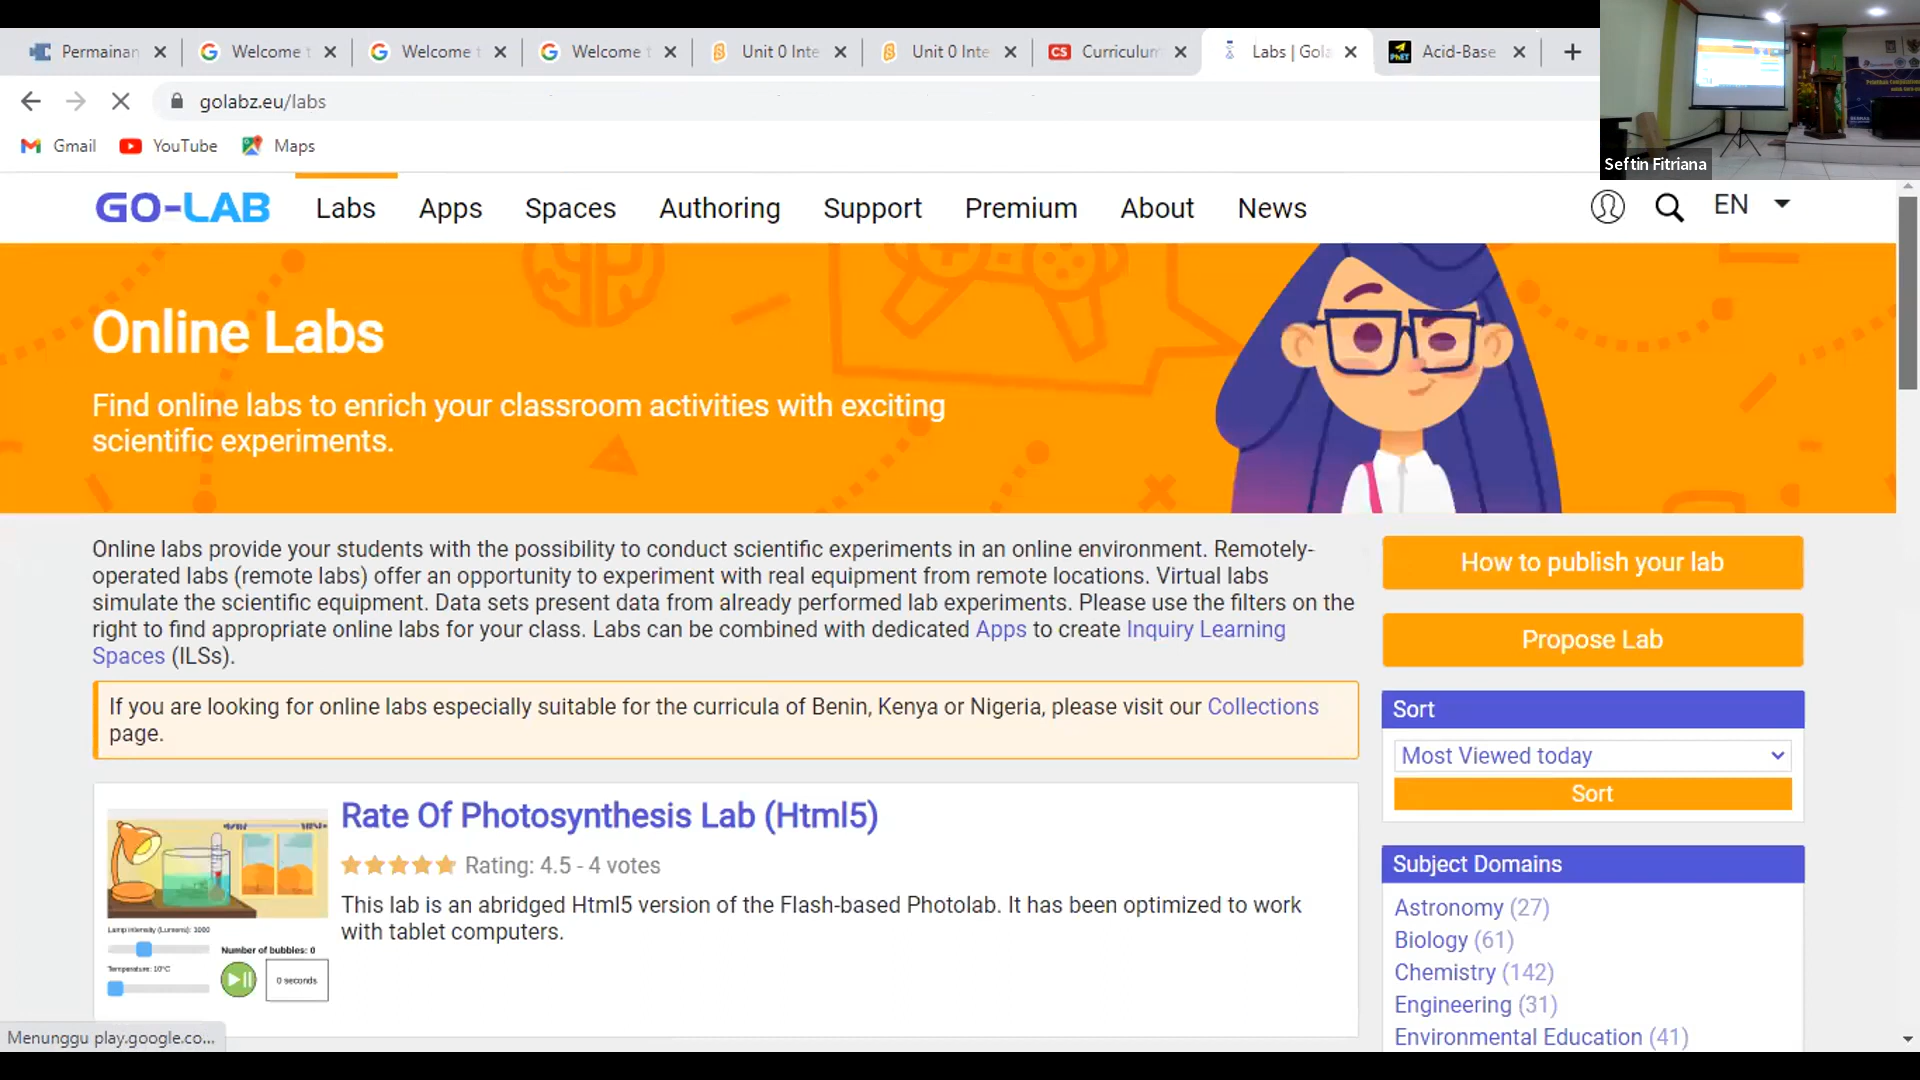 Permainan
Welcome t
Welcome t
Welcome t
Unit 0 Inte
Unit 0 Inte
Curriculum
Labs | Gola
Acid-Base
golabz.eu/labs
Gmail
YouTube
Maps
Seftin Fitriana
GO-LAB
Labs
Apps
Spaces
Authoring
Support
Premium
About
News
EN
Online Labs
Find online labs to enrich your classroom activities with exciting
scientific experiments.
Online labs provide your students with the possibility to conduct scientific experiments in an online environment. Remotely-
operated labs (remote labs) offer an opportunity to experiment with real equipment from remote locations. Virtual labs
simulate the scientific equipment. Data sets present data from already performed lab experiments. Please use the filters on the
right to find appropriate online labs for your class. Labs can be combined with dedicated Apps to create Inquiry Learning
Spaces (ILSs).
If you are looking for online labs especially suitable for the curricula of Benin, Kenya or Nigeria, please visit our Collections
page.
Rate Of Photosynthesis Lab (Html5)
Rating: 4.5 - 4 votes
This lab is an abridged Html5 version of the Flash-based Photolab. It has been optimized to work
with tablet computers.
Lamp intensity (Lumens): 1000
Number of bubbles: 0
Temperature: 10°C
0 seconds
How to publish your lab
Propose Lab
Sort
Most Viewed today
Sort
Subject Domains
Astronomy (27)
Biology (61)
Chemistry (142)
Engineering (31)
Environmental Education (41)
Menunggu play.google.co...